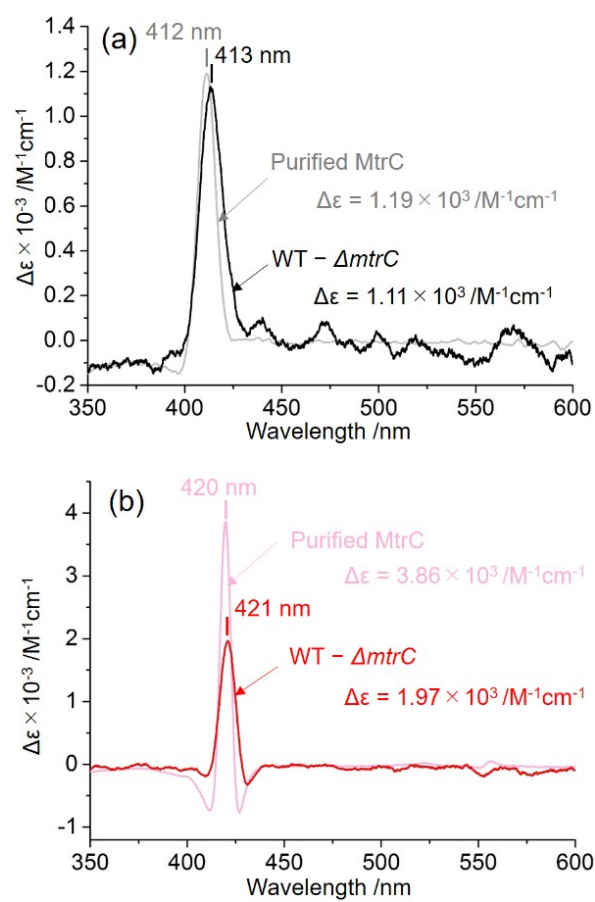 (a)
412 nm
413 nm
1.4
1.2
1.0
0.8
0.6
0.4
0.2
0.0
-0.2
Δε × 10⁻³ /M⁻¹cm⁻¹
Purified MtrC
Δε = 1.19 × 10³ /M⁻¹cm⁻¹
WT − ΔmtrC
Δε = 1.11 × 10³ /M⁻¹cm⁻¹
350 400 450 500 550 600
Wavelength /nm
(b)
420 nm
4
3
2
1
0
-1
Δε × 10⁻³ /M⁻¹cm⁻¹
Purified MtrC
Δε = 3.86 × 10³ /M⁻¹cm⁻¹
421 nm
WT − ΔmtrC
Δε = 1.97 × 10³ /M⁻¹cm⁻¹
350 400 450 500 550 600
Wavelength /nm